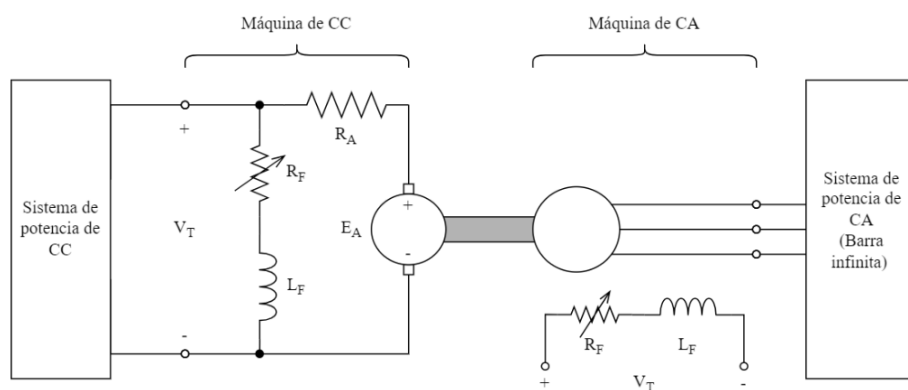 Máquina de CC
Máquina de CA
+
R_A
R_F
Sistema de
potencia de
CC
V_T
E_A
+
-
L_F
-
Sistema de
potencia de
CA
(Barra
infinita)
R_F
L_F
+
V_T
-